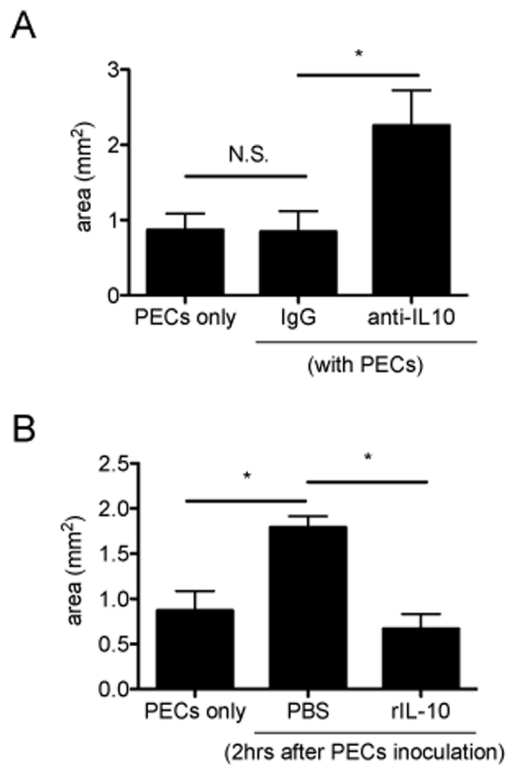 A
*
3
N.S.
2
area (mm²)
1
0
PECs only IgG anti-IL10
(with PECs)
B
2.5
*
*
2.0
area (mm²)
1.5
1.0
0.5
0.0
PECs only PBS rIL-10
(2hrs after PECs inoculation)